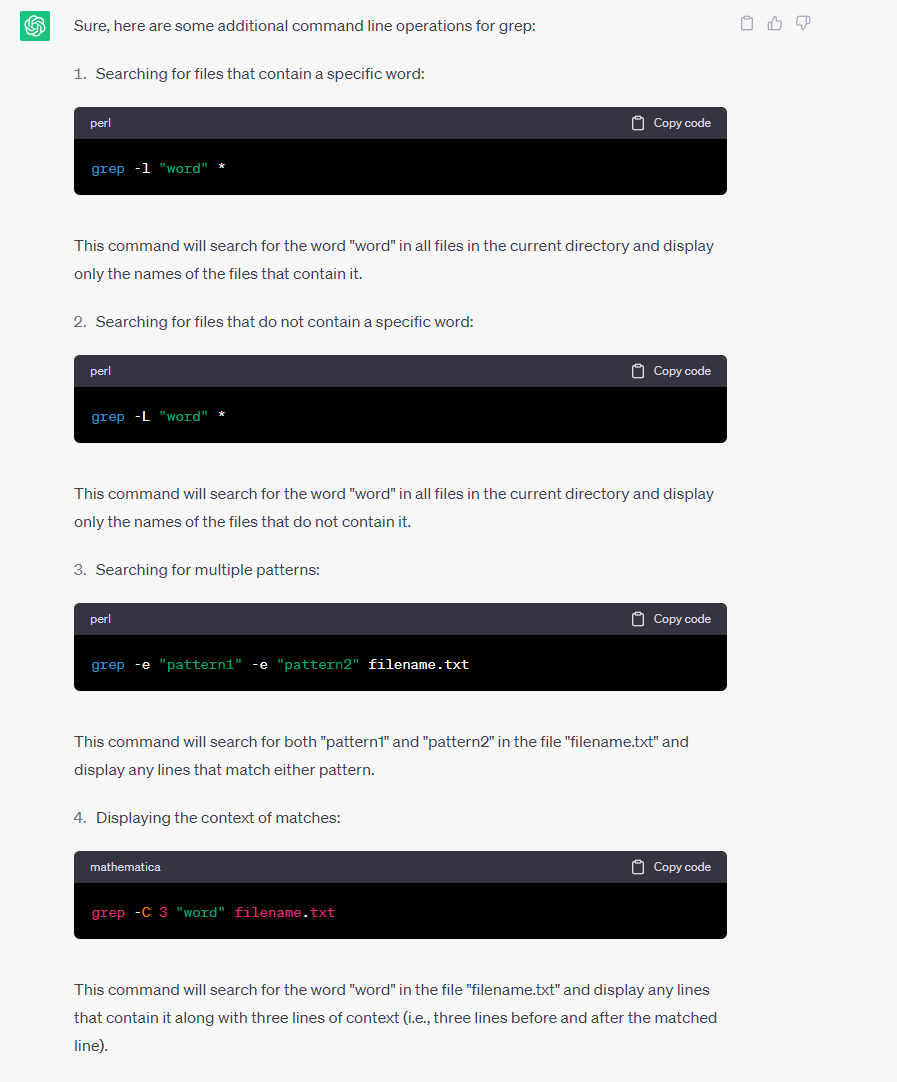 Sure, here are some additional command line operations for grep:
1. Searching for files that contain a specific word:
perl Copy code
grep -l "word" *
This command will search for the word "word" in all files in the current directory and display
only the names of the files that contain it.
2. Searching for files that do not contain a specific word:
perl Copy code
grep -L "word" *
This command will search for the word "word" in all files in the current directory and display
only the names of the files that do not contain it.
3. Searching for multiple patterns:
perl Copy code
grep -e "pattern1" -e "pattern2" filename.txt
This command will search for both "pattern1" and "pattern2" in the file "filename.txt" and
display any lines that match either pattern.
4. Displaying the context of matches:
mathematica Copy code
grep -C 3 "word" filename.txt
This command will search for the word "word" in the file "filename.txt" and display any lines
that contain it along with three lines of context (i.e., three lines before and after the matched
line).